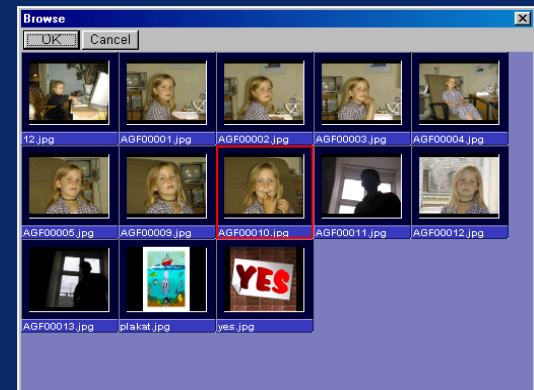 Browse
OK Cancel
12.jpg AGF00001.jpg AGF00002.jpg AGF00003.jpg AGF00004.jpg
AGF00005.jpg AGF00009.jpg AGF00010.jpg AGF00011.jpg AGF00012.jpg
YES
AGF00013.jpg plakat.jpg yes.jpg